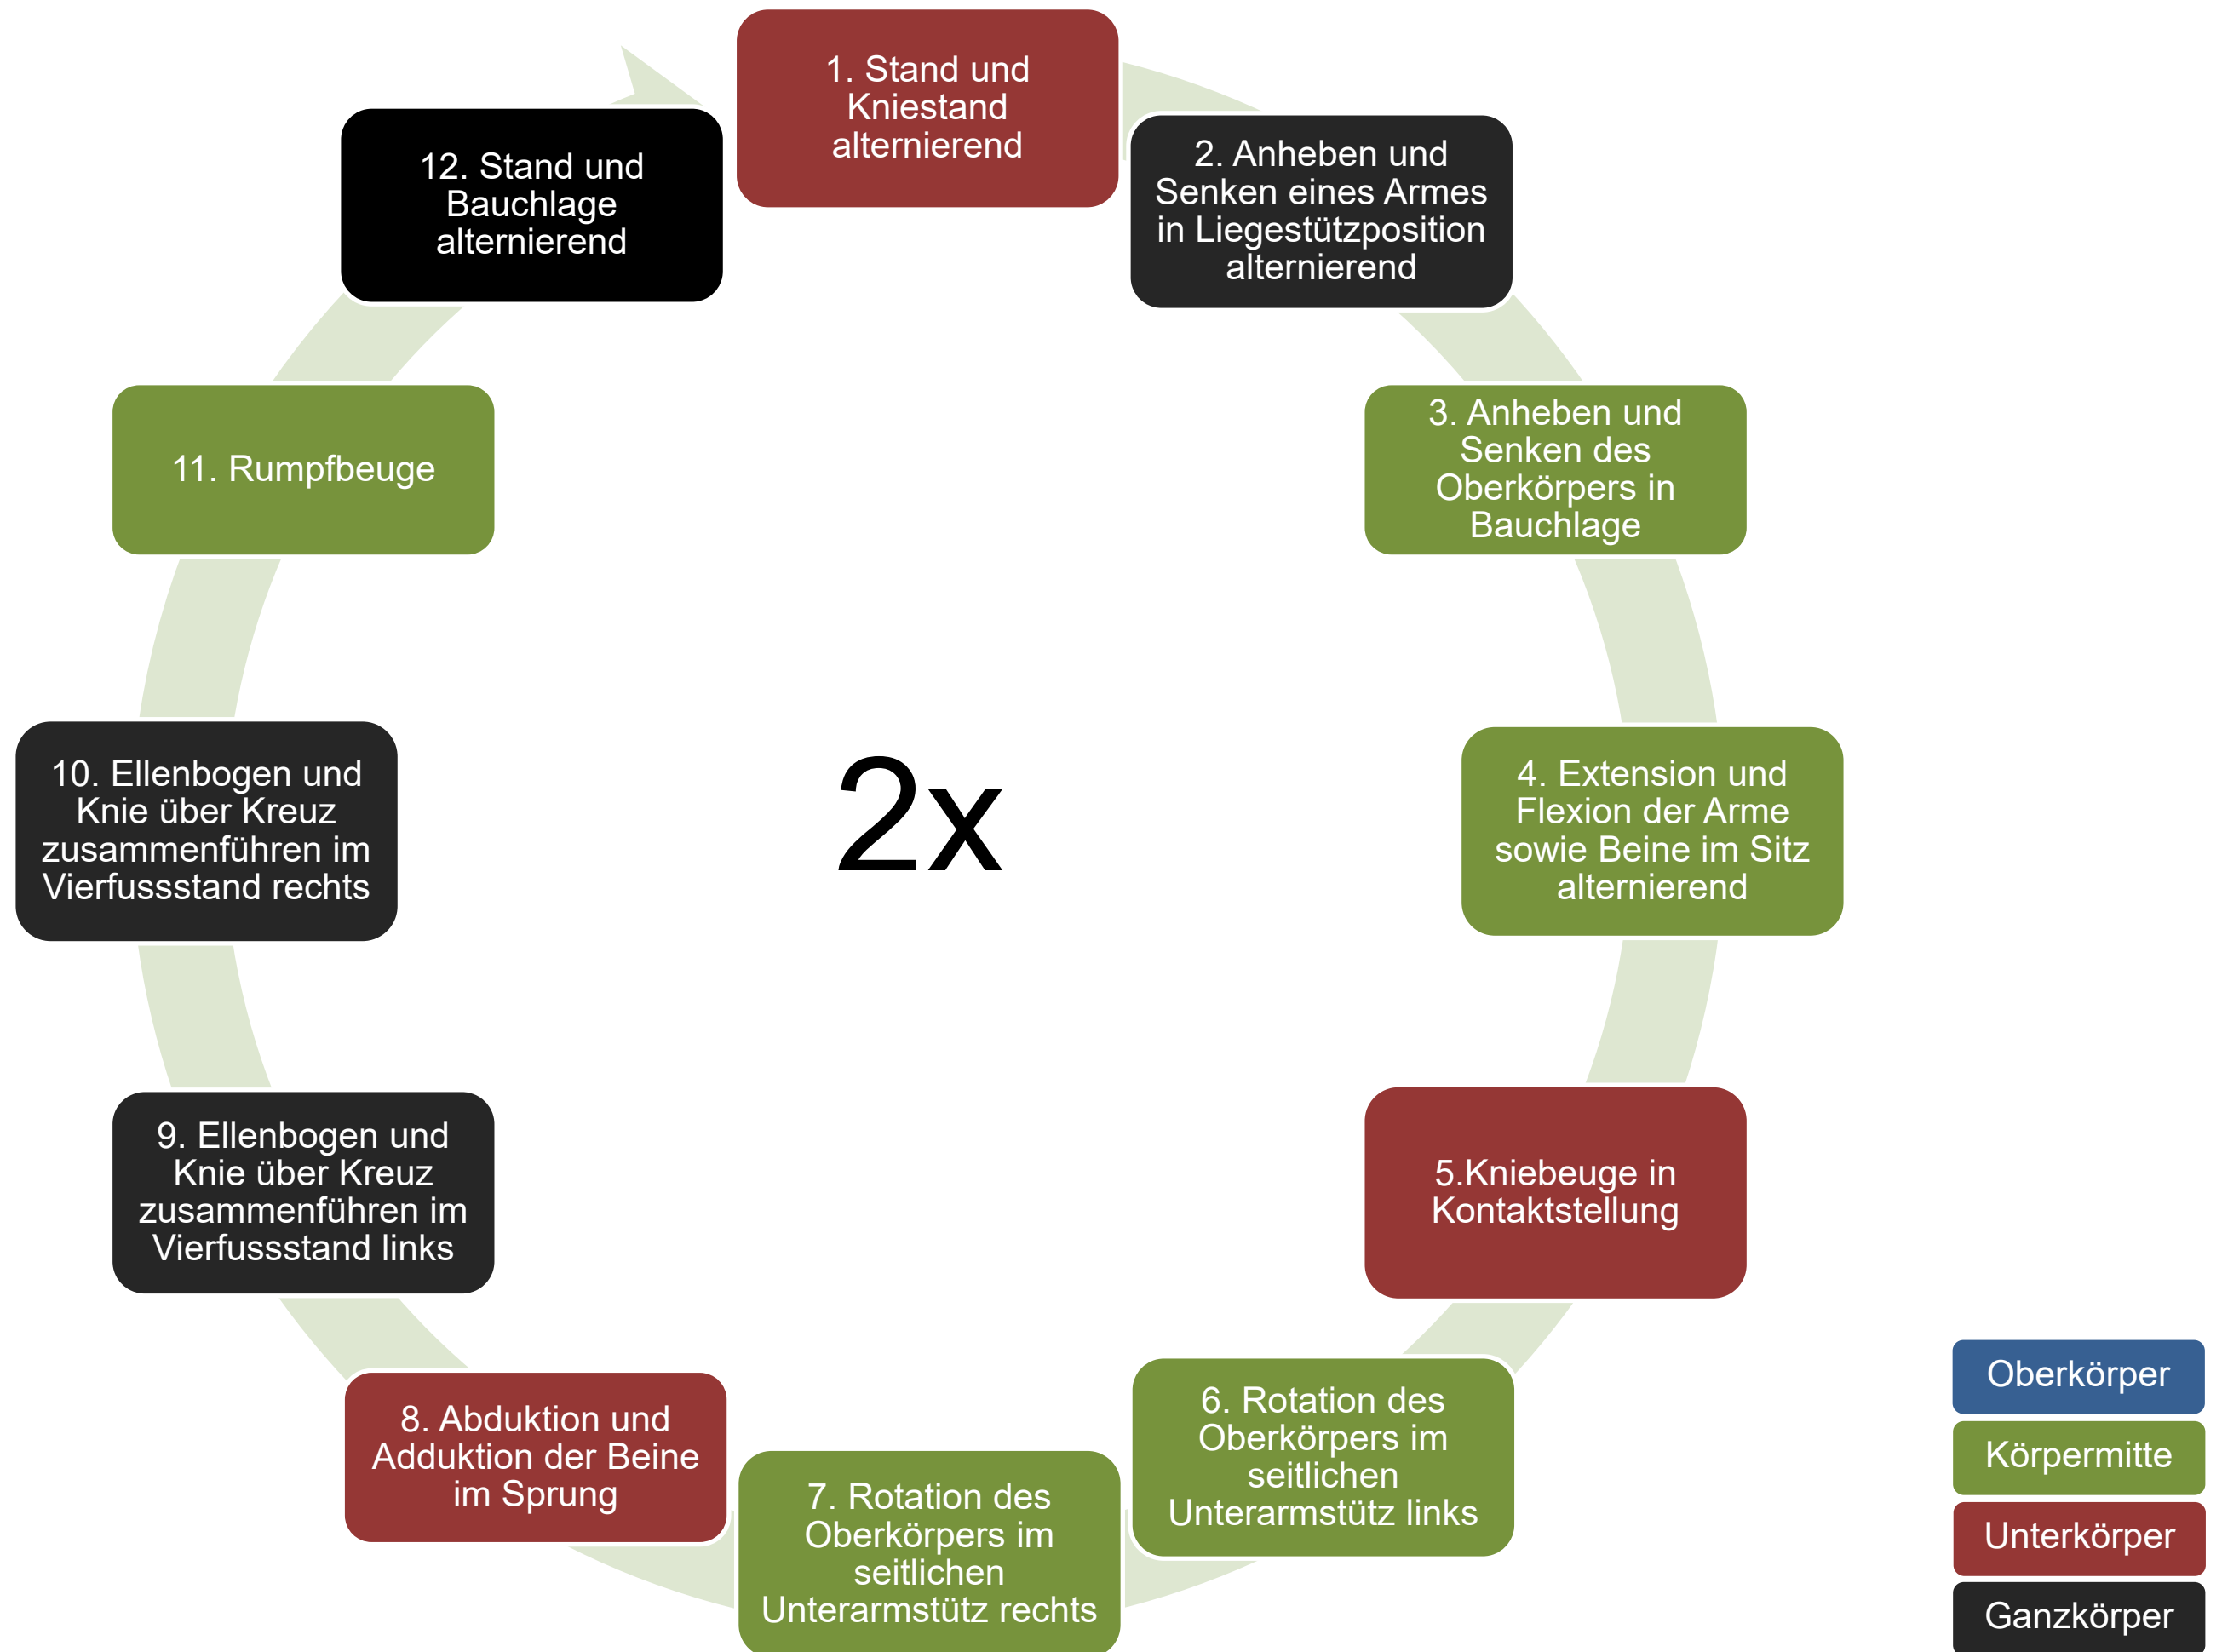 1. Stand und
Kniestand
alternierend
2. Anheben und
Senken eines Armes
in Liegestützposition
alternierend
3. Anheben und
Senken des
Oberkörpers in
Bauchlage
4. Extension und
Flexion der Arme
sowie Beine im Sitz
alternierend
5.Kniebeuge in
Kontaktstellung
6. Rotation des
Oberkörpers im
seitlichen
Unterarmstütz links
7. Rotation des
Oberkörpers im
seitlichen
Unterarmstütz rechts
8. Abduktion und
Adduktion der Beine
im Sprung
9. Ellenbogen und
Knie über Kreuz
zusammenführen im
Vierfussstand links
10. Ellenbogen und
Knie über Kreuz
zusammenführen im
Vierfussstand rechts
11. Rumpfbeuge
12. Stand und
Bauchlage
alternierend
2x
Oberkörper
Körpermitte
Unterkörper
Ganzkörper